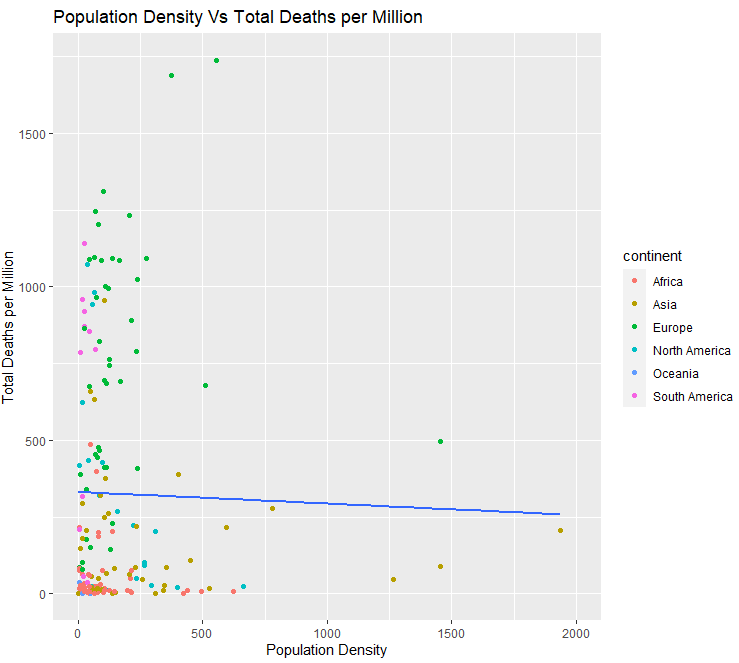 Population Density Vs Total Deaths per Million
Total Deaths per Million
1500
1000
500
0
0
500
1000
1500
2000
Population Density
continent
Africa
Asia
Europe
North America
Oceania
South America